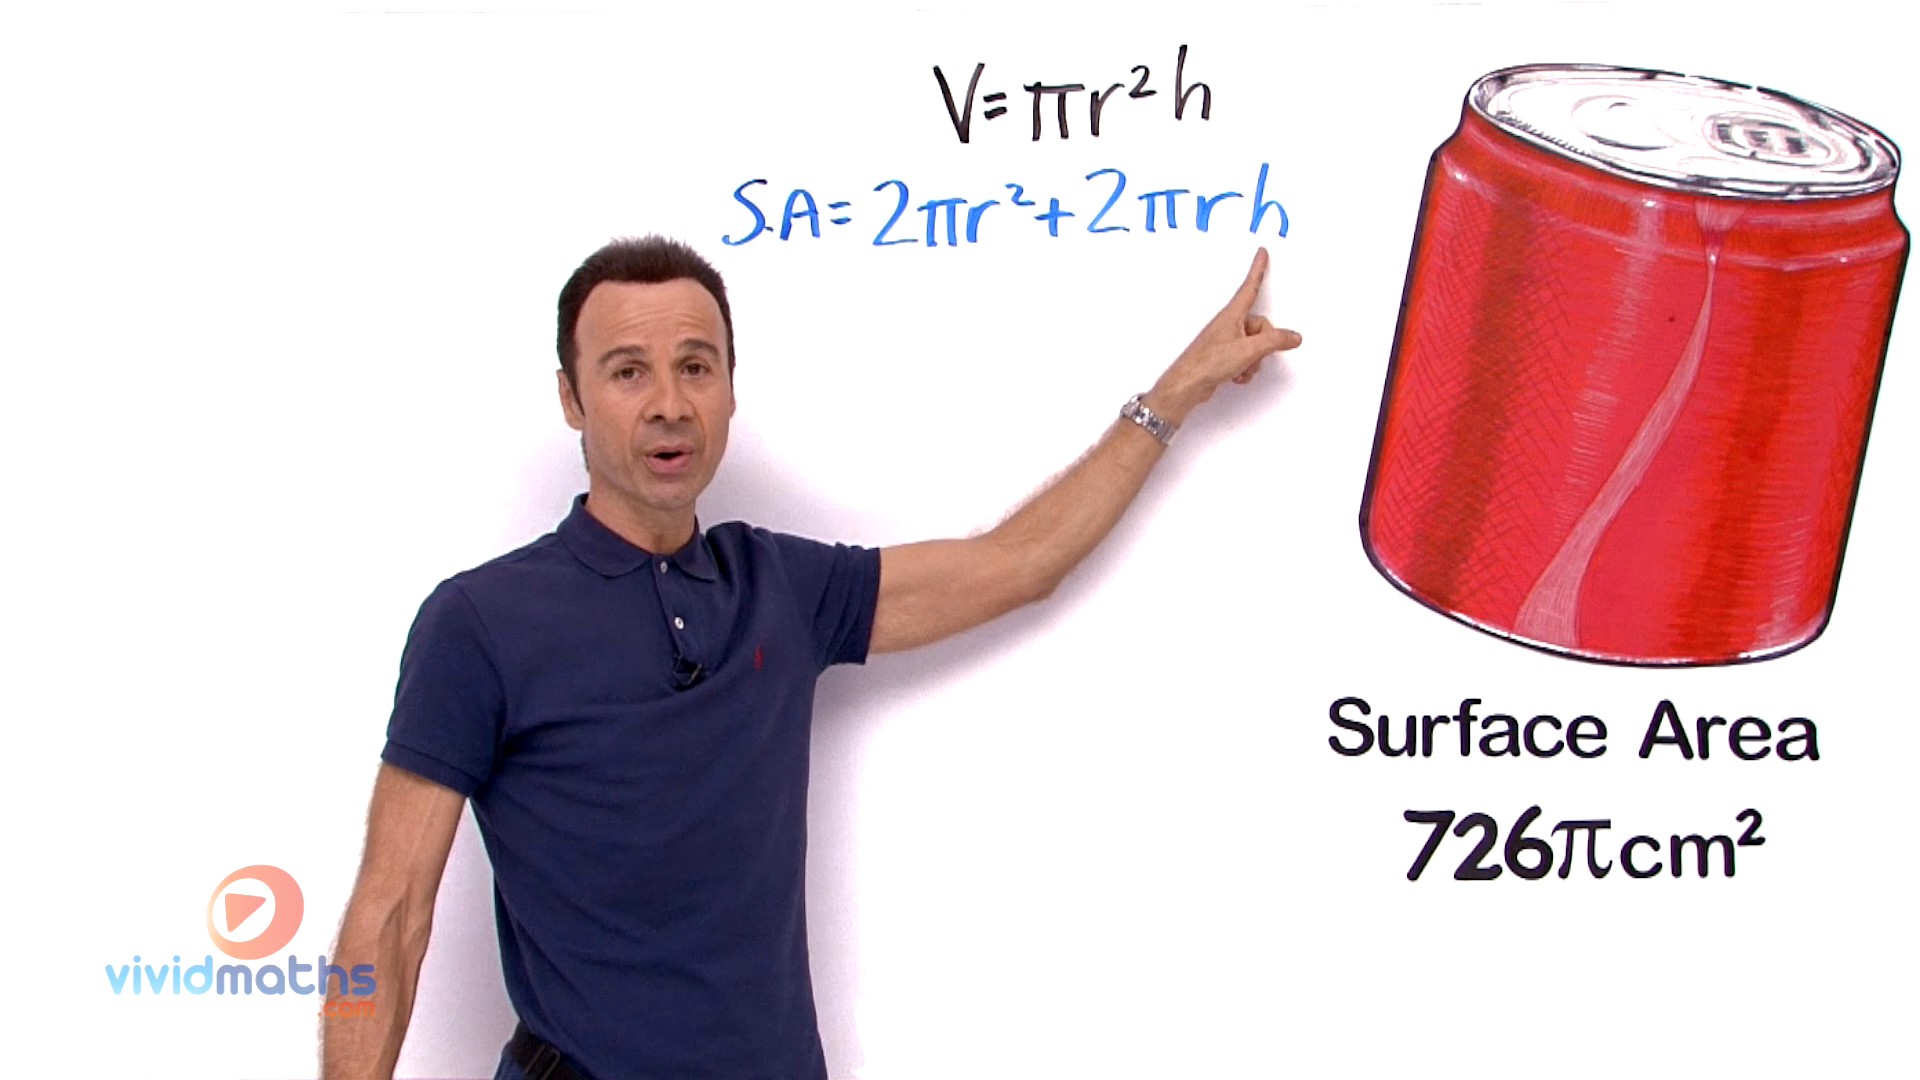 V=πr²h
S.A=2πr²+2πrh
Surface Area
726πcm²
vividmaths
.com